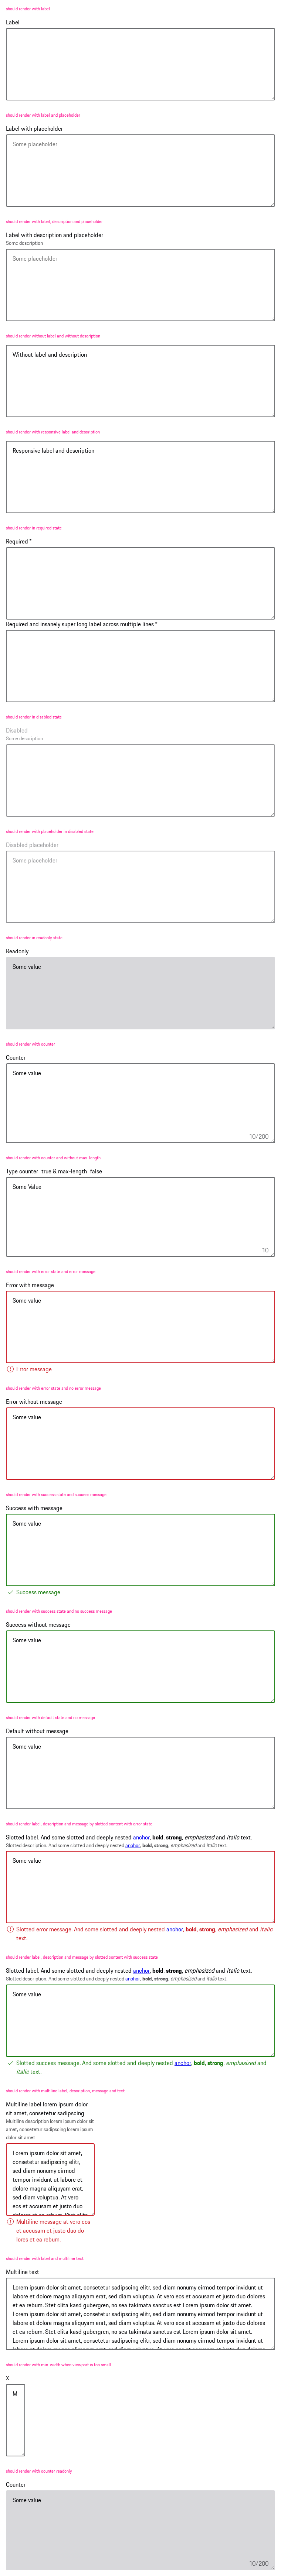 should render with label
Label
should render with label and placeholder
Label with placeholder
Some placeholder
should render with label, description and placeholder
Label with description and placeholder
Some description
Some placeholder
should render without label and without description
Without label and description
should render with responsive label and description
Responsive label and description
should render in required state
Required *
Required and insanely super long label across multiple lines *
should render in disabled state
Disabled
Some description
should render with placeholder in disabled state
Disabled placeholder
Some placeholder
should render in readonly state
Readonly
Some value
should render with counter
Counter
Some value
10/200
should render with counter and without max-length
Type counter=true & max-length=false
Some Value
10
should render with error state and error message
Error with message
Some value
Error message
should render with error state and no error message
Error without message
Some value
should render with success state and success message
Success with message
Some value
Success message
should render with success state and no success message
Success without message
Some value
should render with default state and no message
Default without message
Some value
should render label, description and message by slotted content with error state
Slotted label. And some slotted and deeply nested anchor, bold, strong, emphasized and italic text.
Slotted description. And some slotted and deeply nested anchor, bold, strong, emphasized and italic text.
Some value
Slotted error message. And some slotted and deeply nested anchor, bold, strong, emphasized and italic
text.
should render label, description and message by slotted content with success state
Slotted label. And some slotted and deeply nested anchor, bold, strong, emphasized and italic text.
Slotted description. And some slotted and deeply nested anchor, bold, strong, emphasized and italic text.
Some value
Slotted success message. And some slotted and deeply nested anchor, bold, strong, emphasized and
italic text.
should render with multiline label, description, message and text
Multiline label lorem ipsum dolor
sit amet, consetetur sadipscing
Multiline description lorem ipsum dolor sit
amet, consetetur sadipscing lorem ipsum
dolor sit amet
Lorem ipsum dolor sit amet,
consetetur sadipscing elitr,
sed diam nonumy eirmod
tempor invidunt ut labore et
dolore magna aliquyam erat,
sed diam voluptua. At vero
eos et accusam et justo duo
dolores et ea rebum. Stet clita
Multiline message at vero eos
et accusam et justo duo do-
lores et ea rebum.
should render with label and multiline text
Multiline text
Lorem ipsum dolor sit amet, consetetur sadipscing elitr, sed diam nonumy eirmod tempor invidunt ut
labore et dolore magna aliquyam erat, sed diam voluptua. At vero eos et accusam et justo duo dolores
et ea rebum. Stet clita kasd gubergren, no sea takimata sanctus est Lorem ipsum dolor sit amet.
Lorem ipsum dolor sit amet, consetetur sadipscing elitr, sed diam nonumy eirmod tempor invidunt ut
labore et dolore magna aliquyam erat, sed diam voluptua. At vero eos et accusam et justo duo dolores
et ea rebum. Stet clita kasd gubergren, no sea takimata sanctus est Lorem ipsum dolor sit amet.
Lorem ipsum dolor sit amet, consetetur sadipscing elitr, sed diam nonumy eirmod tempor invidunt ut
labore et dolore magna aliquyam erat, sed diam voluptua. At vero eos et accusam et justo duo dolores
should render with min-width when viewport is too small
X
M
should render with counter readonly
Counter
Some value
10/200